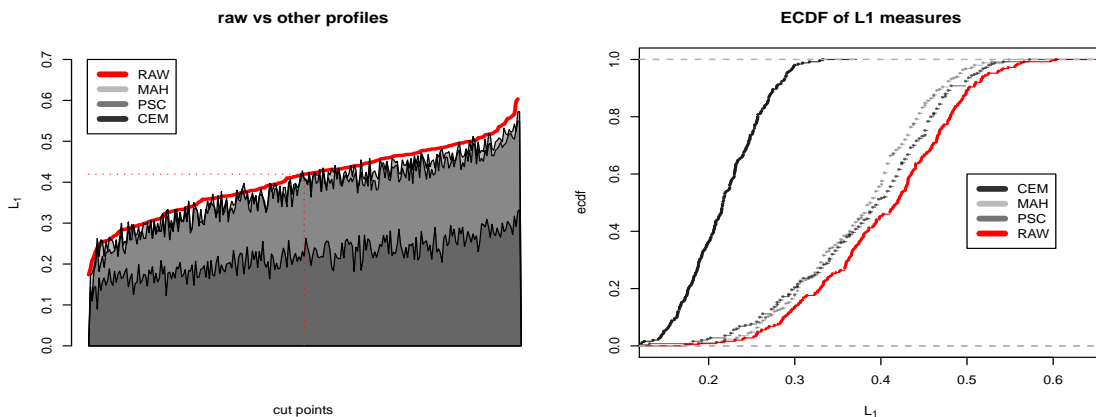 raw vs other profiles
L1
0.0
0.1
0.2
0.3
0.4
0.5
0.6
0.7
RAW
MAH
PSC
CEM
cut points
ECDF of L1 measures
ecdf
0.0
0.2
0.4
0.6
0.8
1.0
CEM
MAH
PSC
RAW
0.2
0.3
0.4
0.5
0.6
L1